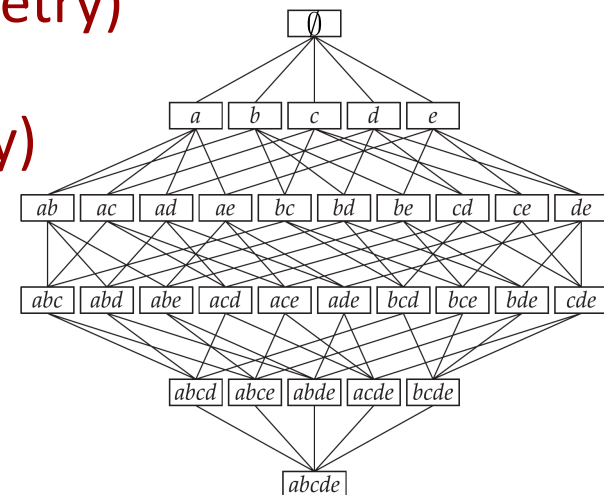 etry)
∅
a b c d e
y)
ab ac ad ae bc bd be cd ce de
abc abd abe acd ace ade bcd bce bde cde
abcd abce abde acde bcde
abcde